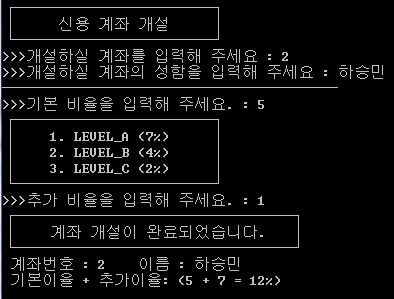 신용 계좌 개설
>>>개설하실 계좌를 입력해 주세요 : 2
>>>개설하실 계좌의 성함을 입력해 주세요 : 하승민
>>>기본 비율을 입력해 주세요. : 5
1. LEVEL_A (7%)
2. LEVEL_B (4%)
3. LEVEL_C (2%)
>>>추가 비율을 입력해 주세요. : 1
계좌 개설이 완료되었습니다.
계좌번호 : 2 이름 : 하승민
기본이율 + 추가이율: (5 + 7 = 12%)